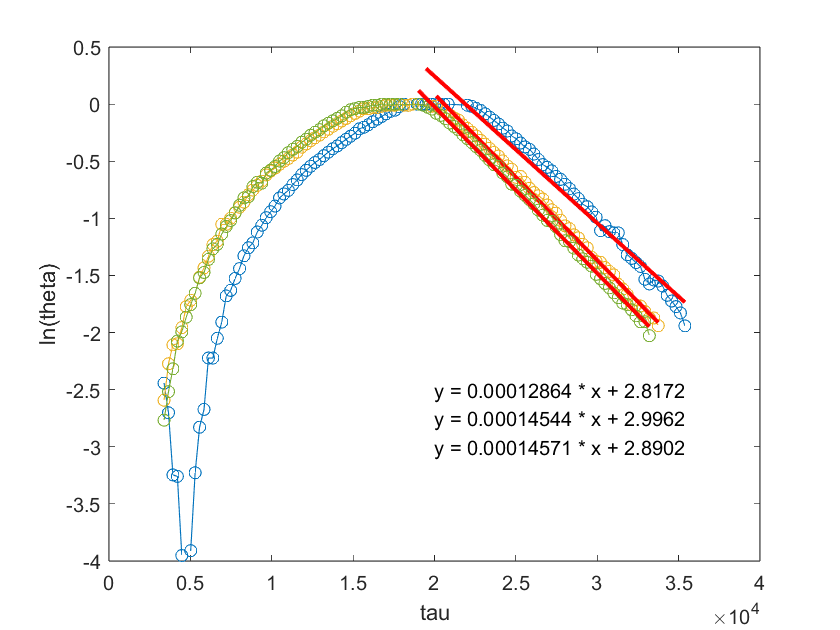 0.5
0
-0.5
-1
-1.5
-2
-2.5
-3
-3.5
-4
ln(theta)
y = 0.00012864 * x + 2.8172
y = 0.00014544 * x + 2.9962
y = 0.00014571 * x + 2.8902
0 0.5 1 1.5 2 2.5 3 3.5 4
tau
×10^4